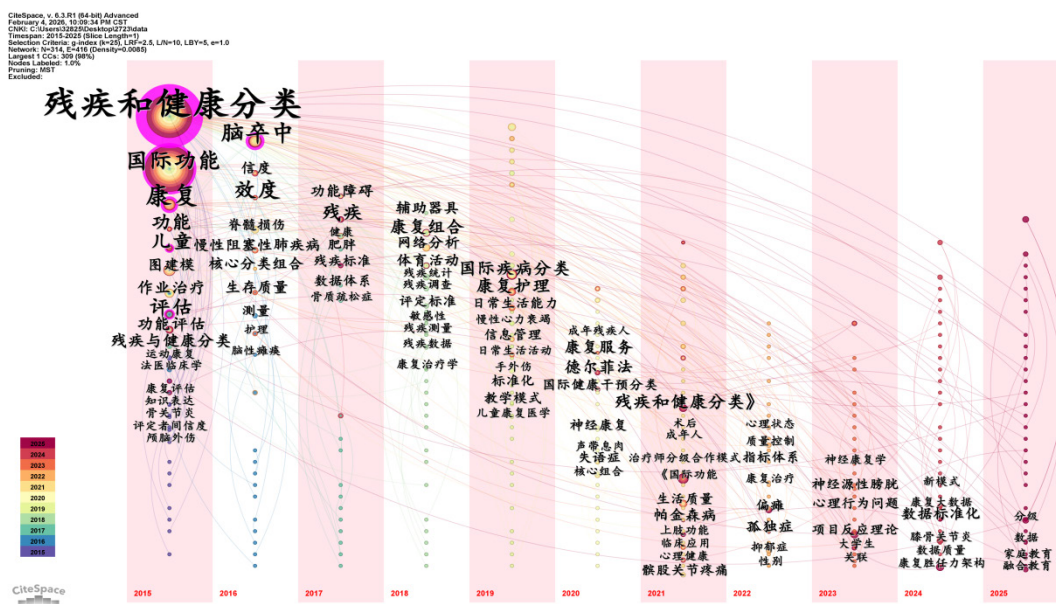 CiteSpace, v. 6.3.R1 (64-bit) Advanced
February 4, 2026, 10:09:34 PM CST
CNKI: C:\Users\32825\Desktop\2723\data
Timespan: 2015-2025 (Slice Length=1)
Selection Criteria: g-index (k=25), LRF=2.5, L/N=10, LBY=5, e=1.0
Network: N=314, E=416 (Density=0.0085)
Largest 1 CCs: 309 (98%)
Nodes Labeled: 1.0%
Pruning: MST
Excluded:
残疾和健康分类
国际功能
康复
功能
儿童
图建模
作业治疗
评估
功能评估
残疾与健康分类
运动康复
法医临床学
康复评估
知识表达
骨关节炎
评定者间信度
颅脑外伤
脑卒中
信度
效度
脊髓损伤
慢性阻塞性肺疾病
核心分类组合
生存质量
测量
护理
脑性瘫痪
功能障碍
残疾
健康
肥胖
残疾标准
数据体系
骨质疏松症
辅助器具
康复组合
网络分析
体育活动
残疾统计
残疾调查
评定标准
敏感性
残疾测量
残疾数据
康复治疗学
国际疾病分类
康复护理
日常生活能力
慢性心力衰竭
信息管理
日常生活活动
手外伤
标准化
教学模式
儿童康复医学
成年残疾人
康复服务
德尔菲法
国际健康干预分类
神经康复
声带息肉
失语症
核心组合
残疾和健康分类》
术后
成年人
治疗师分级合作模式
《国际功能
生活质量
帕金森病
上肢功能
临床应用
心理健康
髌股关节疼痛
心理状态
质量控制
指标体系
康复治疗
偏瘫
孤独症
抑郁症
性别
神经康复学
神经源性膀胱
心理行为问题
项目反应理论
大学生
关联
新模式
康复大数据
数据标准化
膝骨关节炎
数据质量
康复胜任力架构
分级
数据
家庭教育
融合教育
2025
2024
2023
2022
2021
2020
2019
2018
2017
2016
2015
CiteSpace
2015
2016
2017
2018
2019
2020
2021
2022
2023
2024
2025